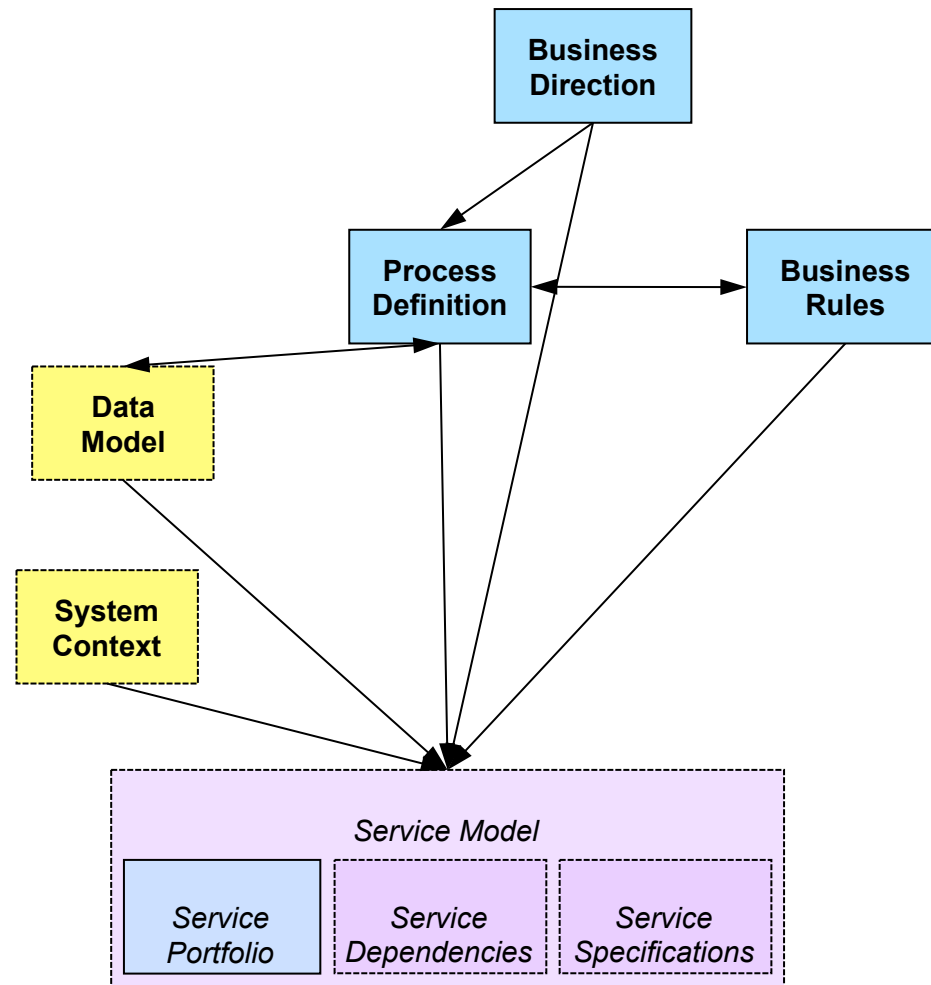 Business
Direction
Process
Definition
Business
Rules
Data
Model
System
Context
Service Model
Service
Portfolio
Service
Dependencies
Service
Specifications